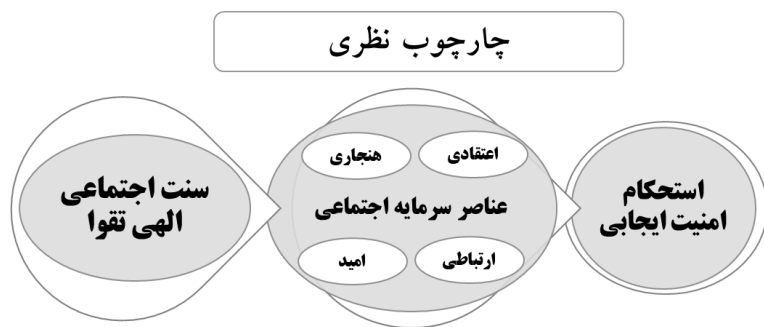 چارچوب نظری
استحکام
امنیت ایجابی
اعتقادی
هنجاری
عناصر سرمایه اجتماعی
ارتباطی
امید
سنت اجتماعی
الهی تقوا